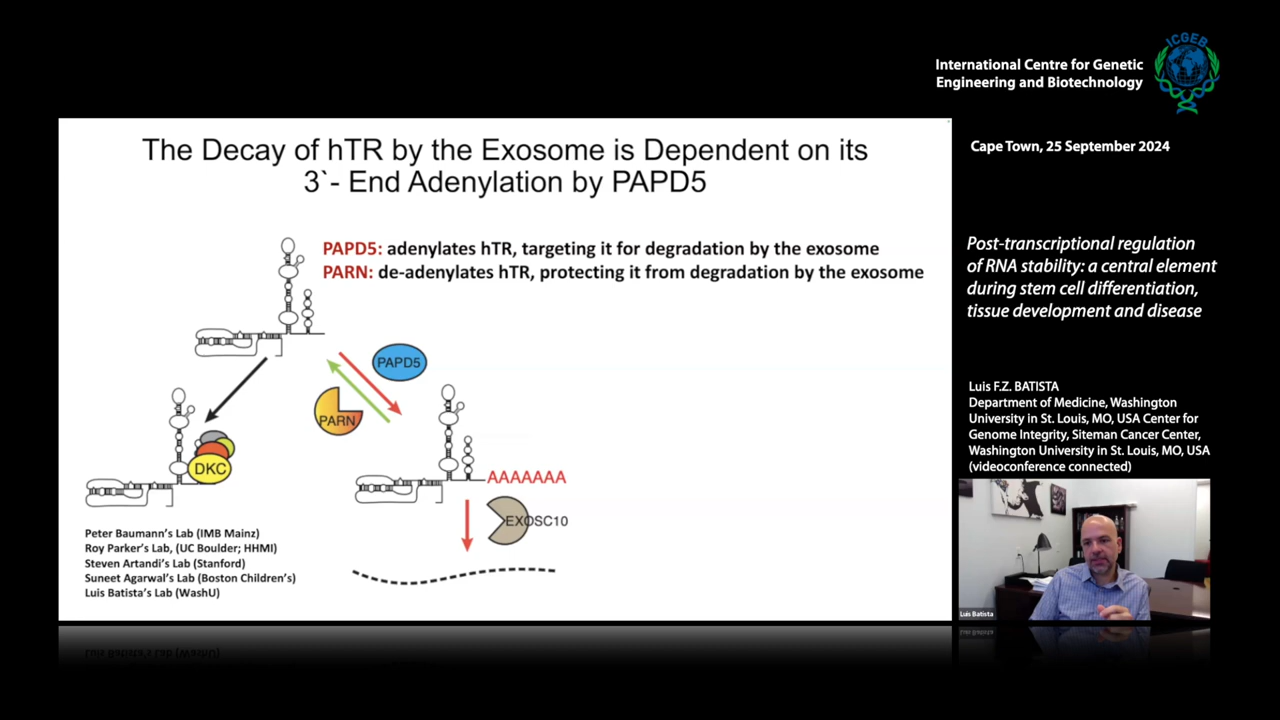 ICGEB
International Centre for Genetic
Engineering and Biotechnology
Cape Town, 25 September 2024
The Decay of hTR by the Exosome is Dependent on its
3`- End Adenylation by PAPD5
PAPD5: adenylates hTR, targeting it for degradation by the exosome
PARN: de-adenylates hTR, protecting it from degradation by the exosome
PAPD5
PARN
DKC
AAAAAAA
EXOSC10
Peter Baumann's Lab (IMB Mainz)
Roy Parker's Lab, (UC Boulder; HHMI)
Steven Artandi's Lab (Stanford)
Suneet Agarwal's Lab (Boston Children's)
Luis Batista's Lab (WashU)
Post-transcriptional regulation
of RNA stability: a central element
during stem cell differentiation,
tissue development and disease
Luis F.Z. BATISTA
Department of Medicine, Washington
University in St. Louis, MO, USA Center for
Genome Integrity, Siteman Cancer Center,
Washington University in St. Louis, MO, USA
(videoconference connected)
Luis Batista